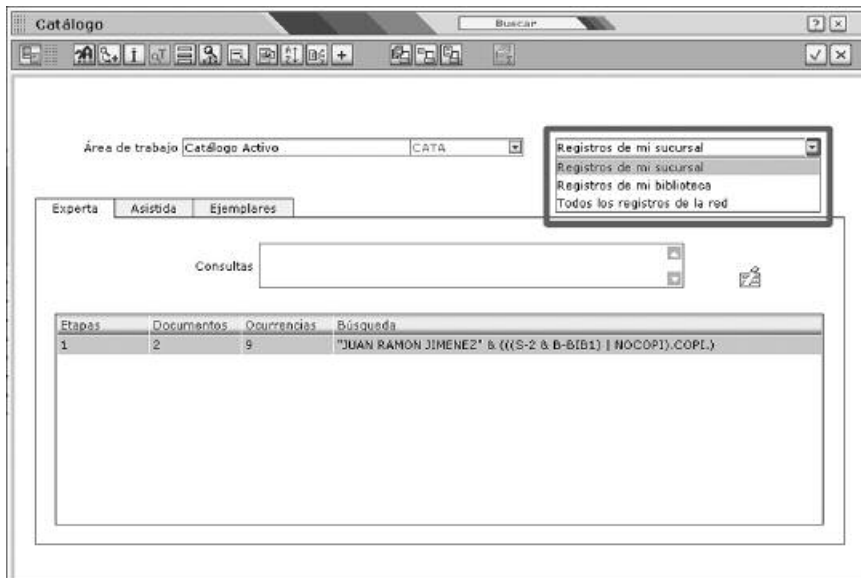 Catálogo
Buscar
Área de trabajo Catálogo Activo CATA
Registros de mi sucursal
Registros de mi sucursal
Registros de mi biblioteca
Todos los registros de la red
Experta Asistida Ejemplares
Consultas
Etapas Documentos Ocurrencias Búsqueda
1 2 9 "JUAN RAMON JIMENEZ" & (((S-2 & B-BIB1) | NOCOPI).COPI.)